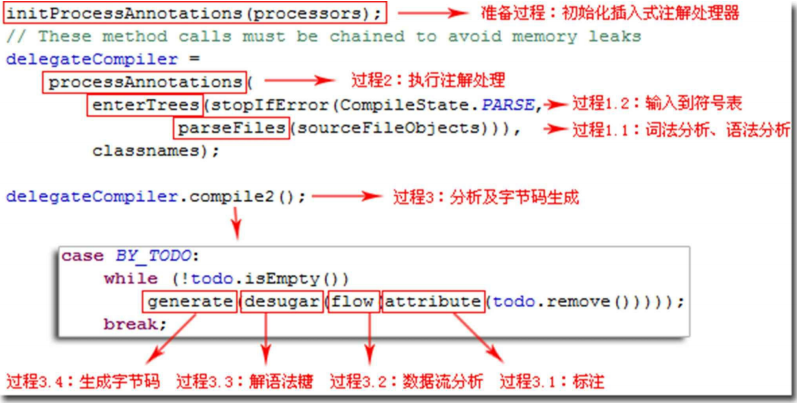 initProcessAnnotations(processors); 准备过程：初始化插入式注解处理器
// These method calls must be chained to avoid memory leaks
delegateCompiler =
processAnnotations( 过程2：执行注解处理
enterTrees(stopIfError(CompileState.PARSE, 过程1.2：输入到符号表
parseFiles(sourceFileObjects))), 过程1.1：词法分析、语法分析
classnames);
delegateCompiler.compile2(); 过程3：分析及字节码生成
case BY_TODO:
while (!todo.isEmpty())
generate(desugar(flow(attribute(todo.remove()))));
break;
过程3.4：生成字节码 过程3.3：解语法糖 过程3.2：数据流分析 过程3.1：标注